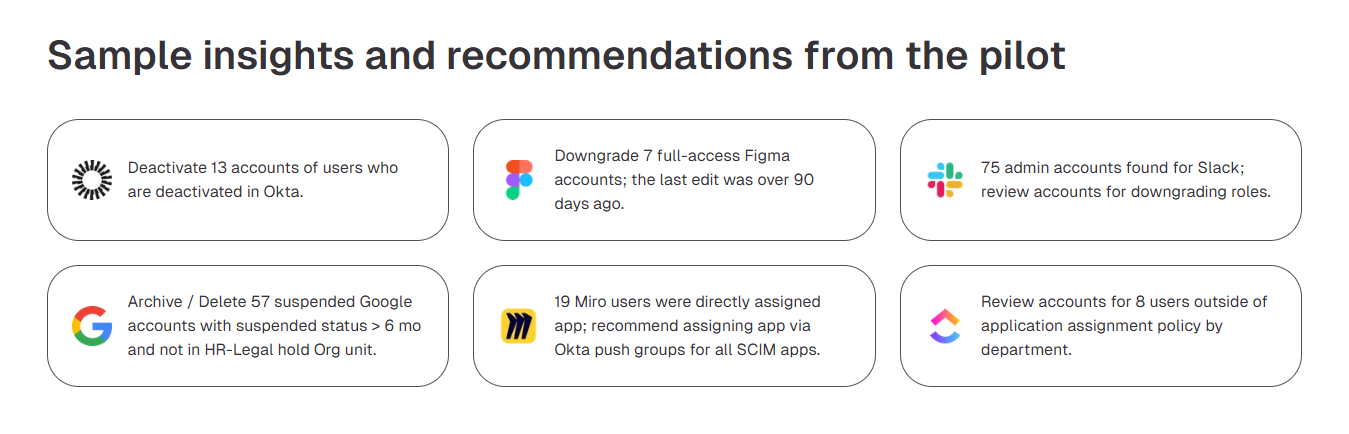 Sample insights and recommendations from the pilot
Deactivate 13 accounts of users who
are deactivated in Okta.
Downgrade 7 full-access Figma
accounts; the last edit was over 90
days ago.
75 admin accounts found for Slack;
review accounts for downgrading roles.
Archive / Delete 57 suspended Google
accounts with suspended status > 6 mo
and not in HR-Legal hold Org unit.
19 Miro users were directly assigned
app; recommend assigning app via
Okta push groups for all SCIM apps.
Review accounts for 8 users outside of
application assignment policy by
department.